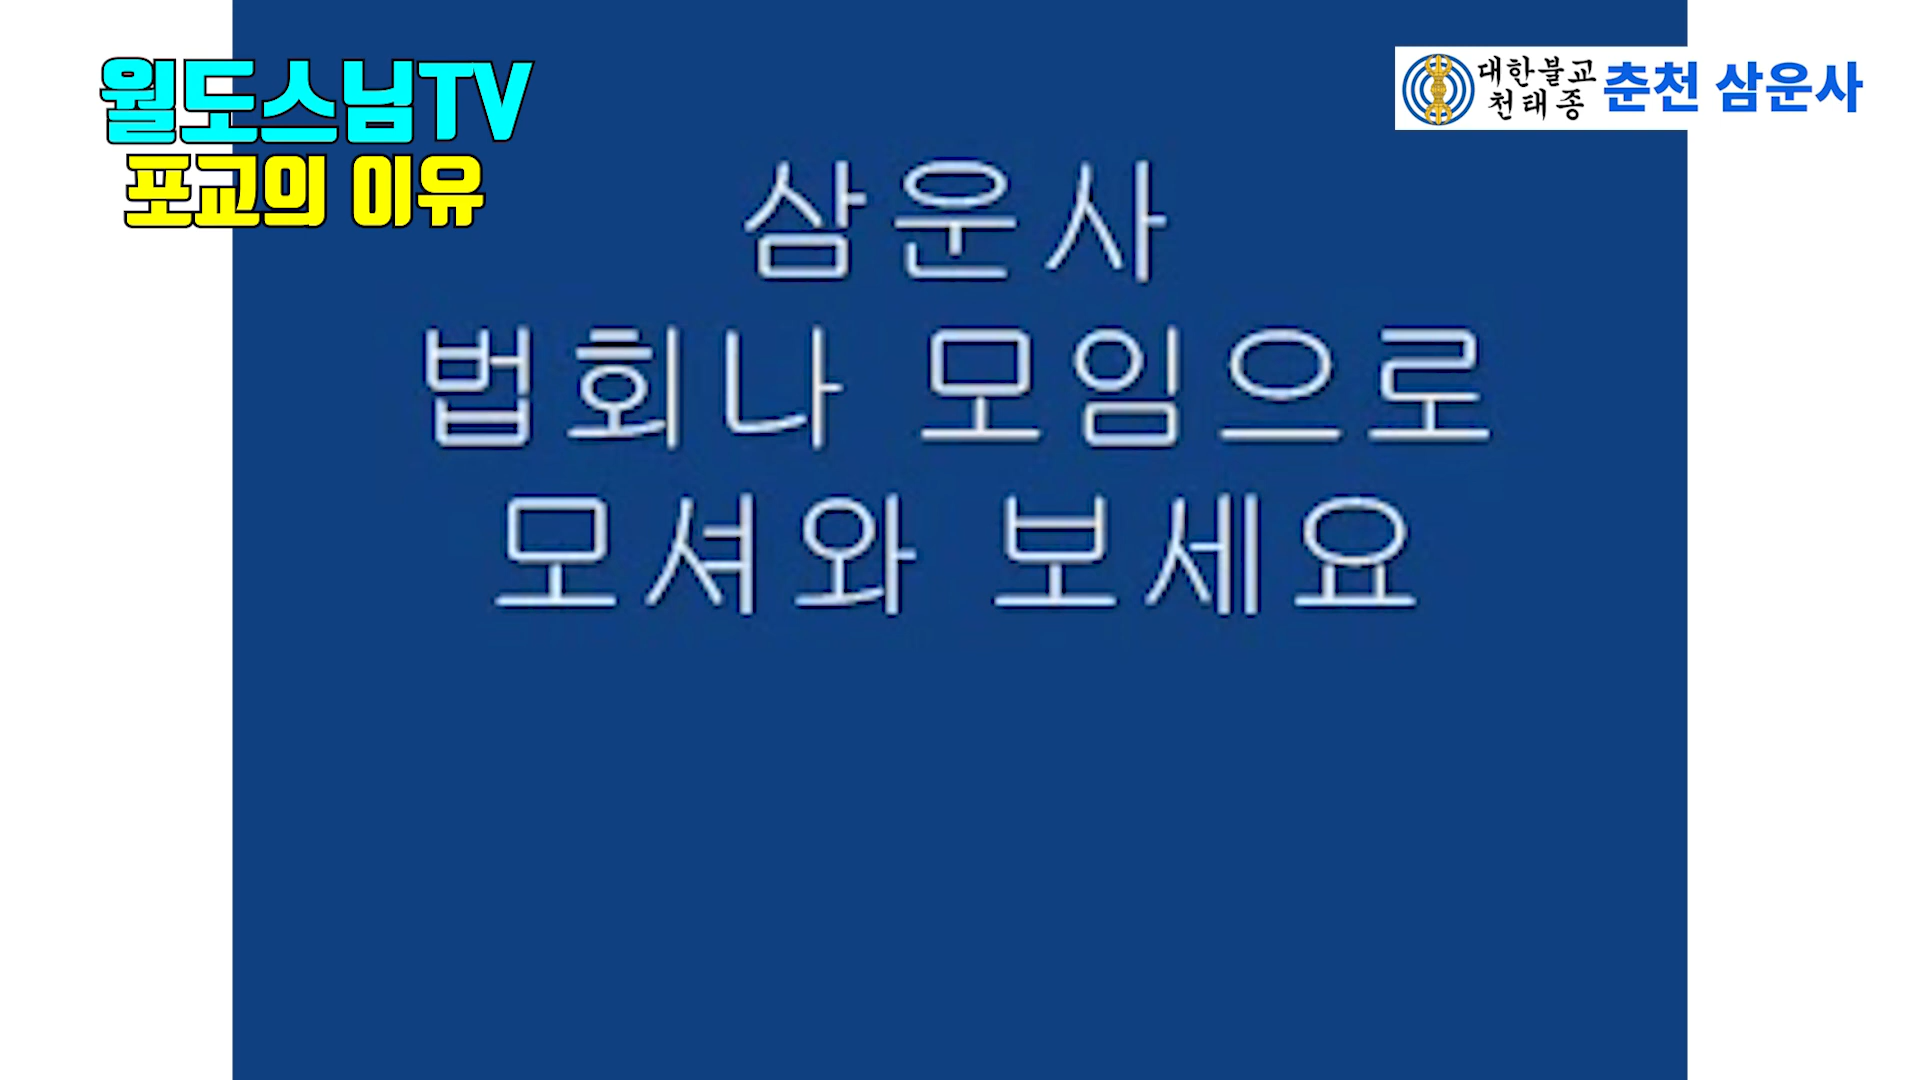 월도스님TV
포교의 이유
대한불교
천태종
춘천 삼운사
삼운사
법회나 모임으로
모셔와 보세요